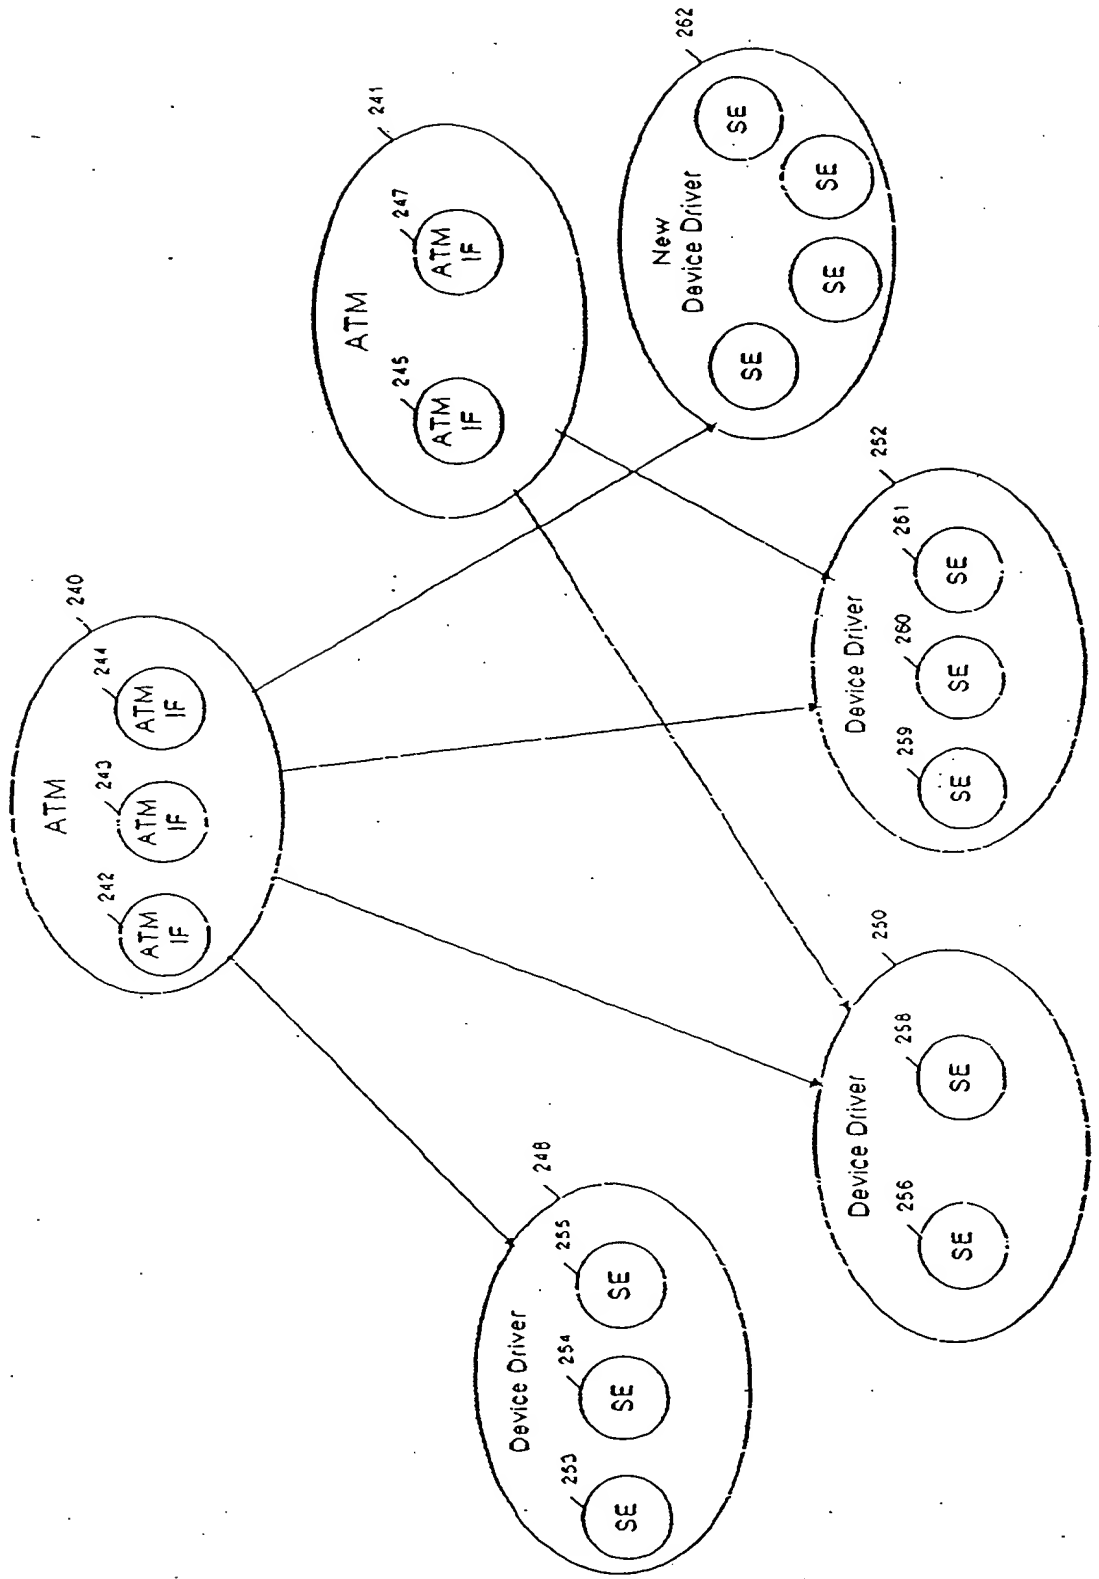 240
ATM
242
ATM
IF
243
ATM
IF
244
ATM
IF
241
ATM
245
ATM
IF
247
ATM
IF
248
Device Driver
253
SE
254
SE
255
SE
250
Device Driver
256
SE
258
SE
252
Device Driver
259
SE
260
SE
261
SE
262
New
Device Driver
SE
SE
SE
SE